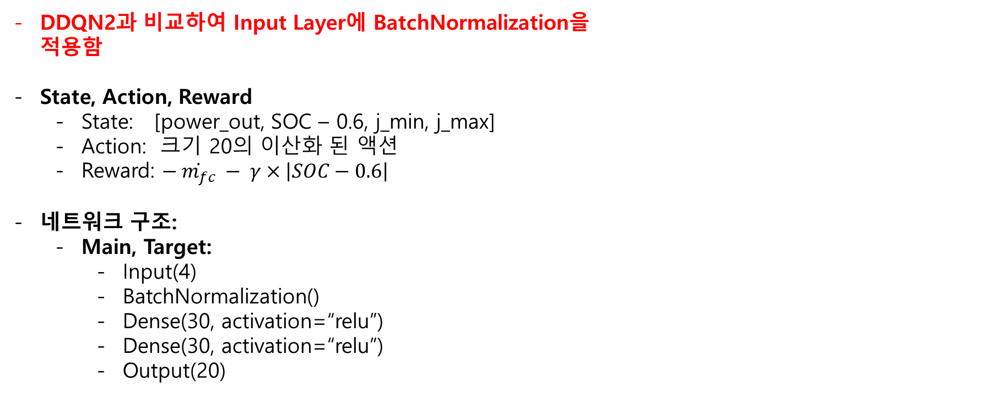 - DDQN2과 비교하여 Input Layer에 BatchNormalization을
적용함
- State, Action, Reward
- State: [power_out, SOC – 0.6, j_min, j_max]
- Action: 크기 20의 이산화 된 액션
- Reward: $-\dot{m_{fc}} - \gamma \times |SOC - 0.6|$
- 네트워크 구조:
- Main, Target:
- Input(4)
- BatchNormalization()
- Dense(30, activation=“relu”)
- Dense(30, activation=“relu”)
- Output(20)